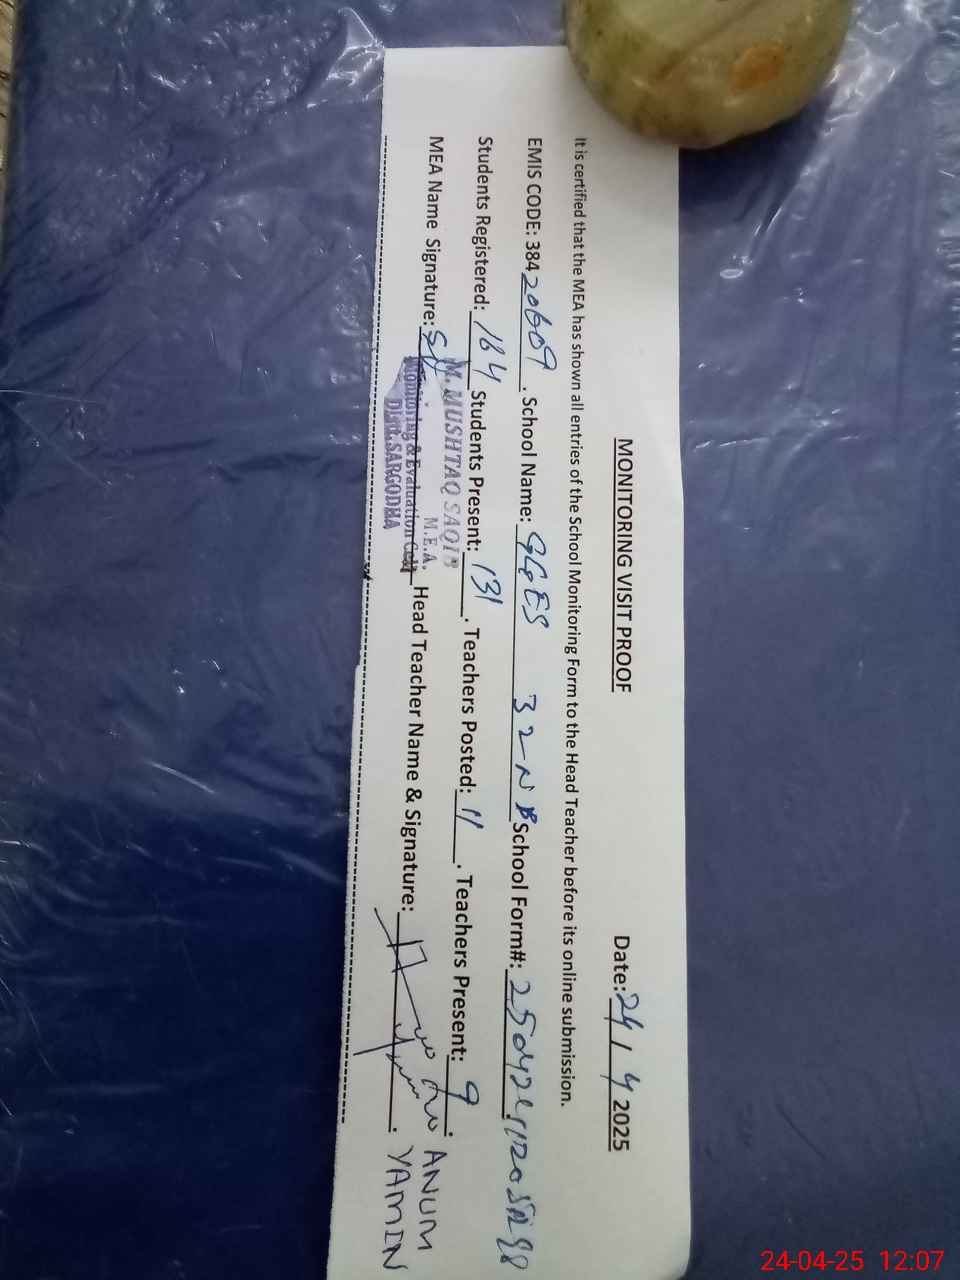 MONITORING VISIT PROOF
Date: 24 / 4 2025
It is certified that the MEA has shown all entries of the School Monitoring Form to the Head Teacher before its online submission.
EMIS CODE: 38420609. School Name: GGES 32-NB School Form#:
Students Registered: 164 Students Present: 131. Teachers Posted: 11. Teachers Present: 9.
MEA Name Signature: Head Teacher Name & Signature: .
M. MUSHTAQ SAQIB
M.E.A.
Monitoring & Evaluation Cell
Distt. SARGODHA
ANUM
YAMIN
24-04-25 12:07